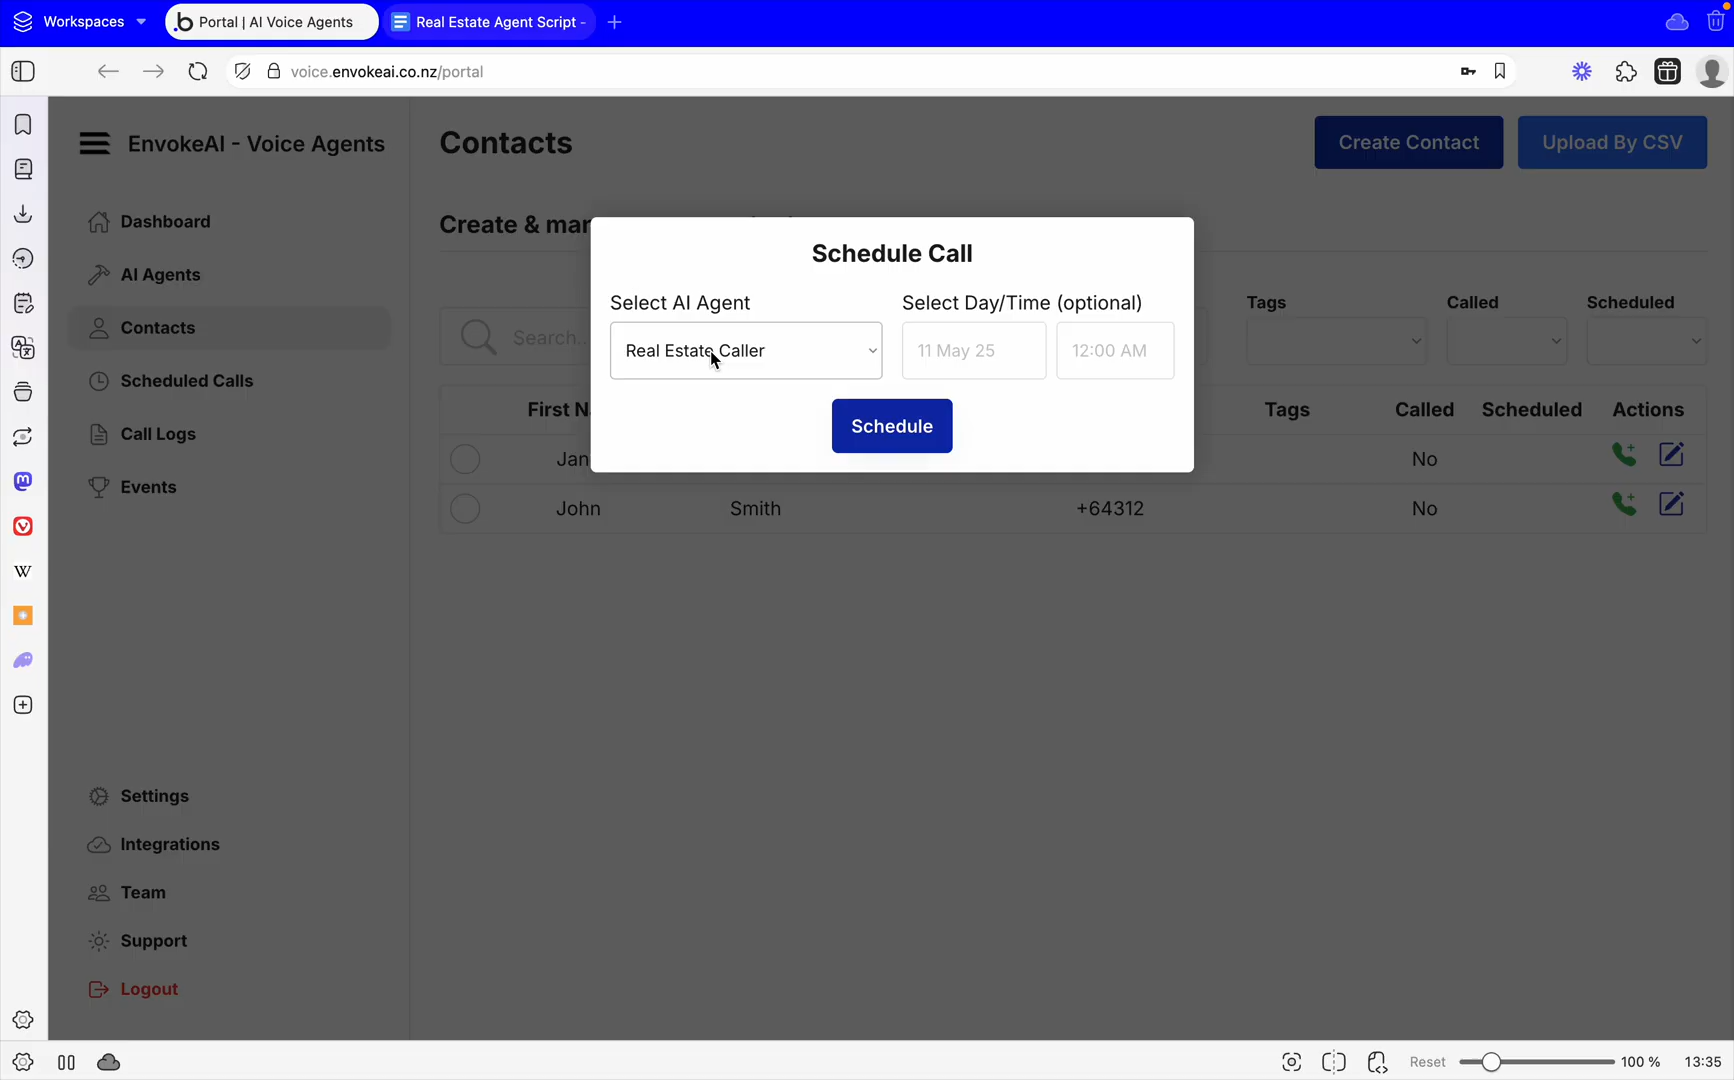 Workspaces
Portal | AI Voice Agents
Real Estate Agent Script -
voice.envokeai.co.nz/portal
EnvokeAI - Voice Agents
Dashboard
AI Agents
Contacts
Scheduled Calls
Call Logs
Events
Settings
Integrations
Team
Support
Logout
Contacts
Create Contact
Upload By CSV
Create &
Search..
Tags
Called
Scheduled
Schedule Call
Select AI Agent
Select Day/Time (optional)
Real Estate Caller
11 May 25
12:00 AM
Schedule
First
Tags
Called
Scheduled
Actions
Jan
No
John
Smith
+64312
No
W
Reset
100 %
13:35